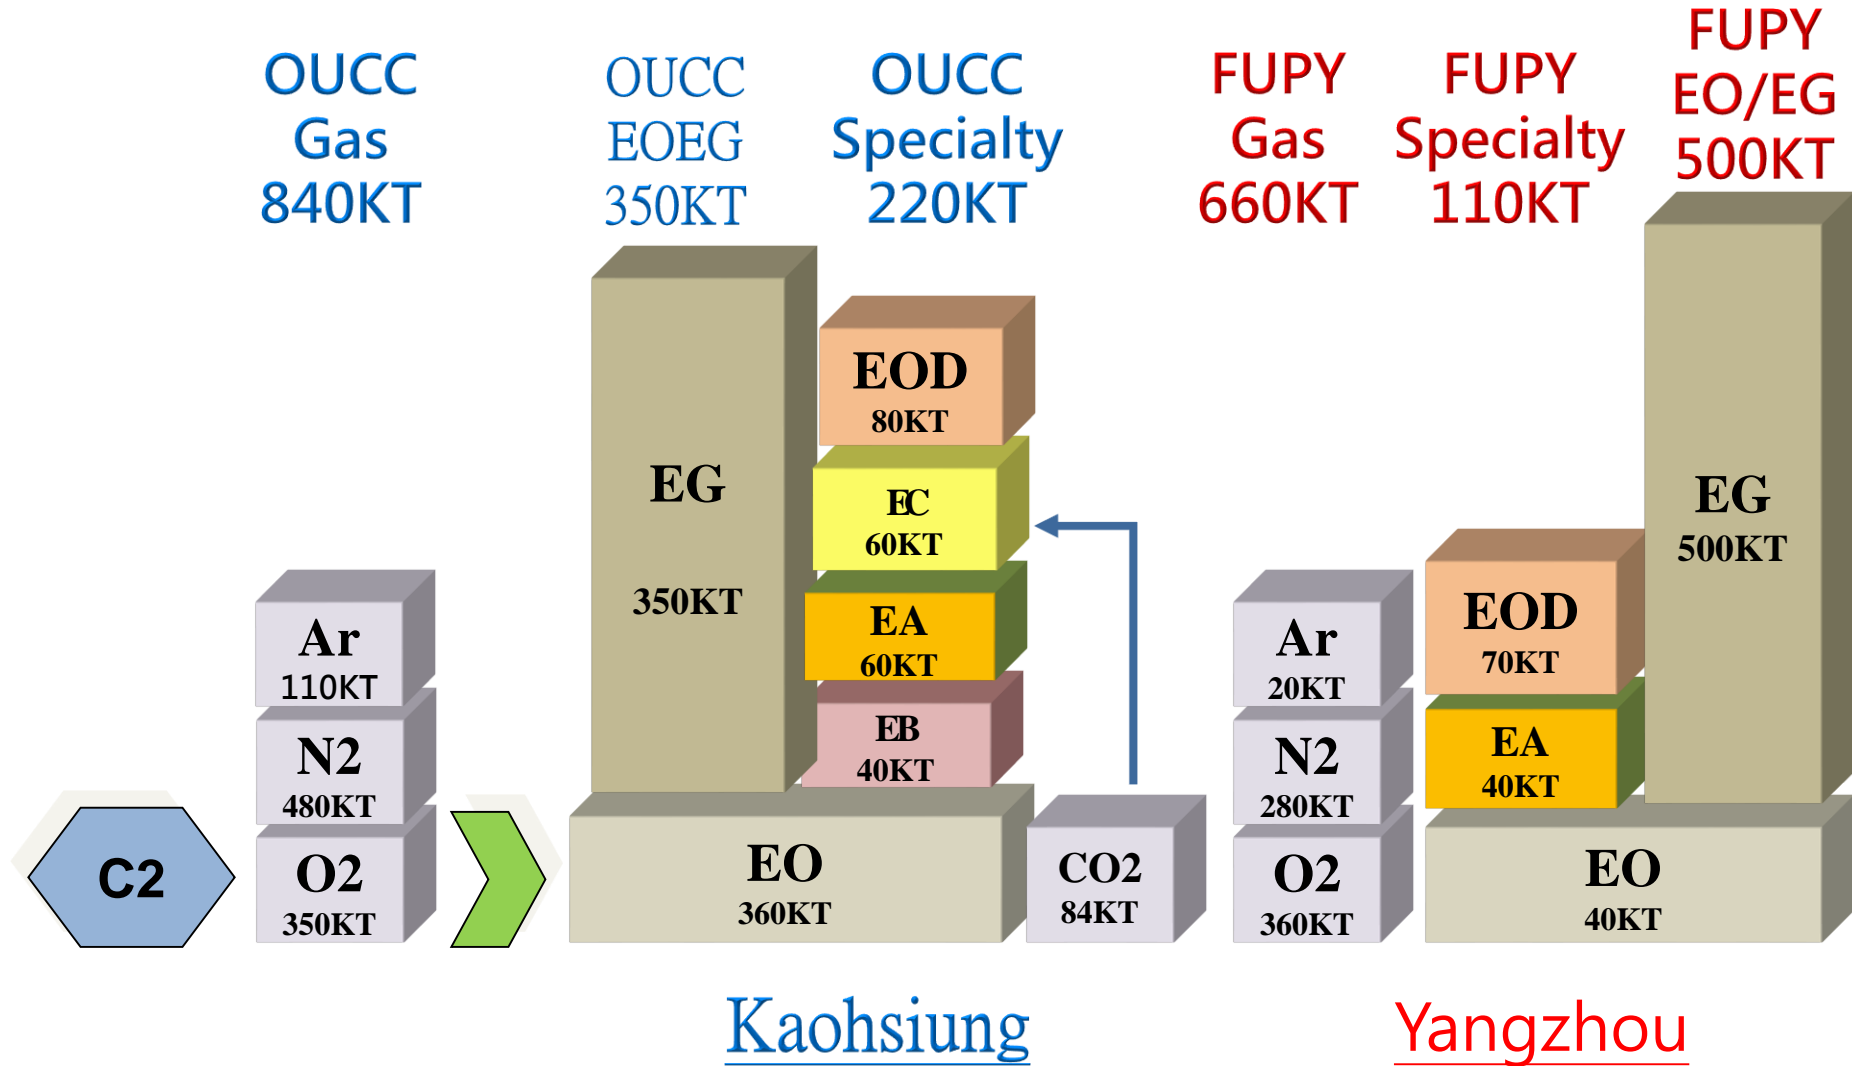 OUCC
Gas
840KT
OUCC
EOEG
350KT
OUCC
Specialty
220KT
FUPY
Gas
660KT
FUPY
Specialty
110KT
FUPY
EO/EG
500KT
C2
Ar
110KT
N2
480KT
O2
350KT
EG
350KT
EOD
80KT
EC
60KT
EA
60KT
EB
40KT
EO
360KT
CO2
84KT
Ar
20KT
N2
280KT
O2
360KT
EOD
70KT
EA
40KT
EG
500KT
EO
40KT
Kaohsiung
Yangzhou